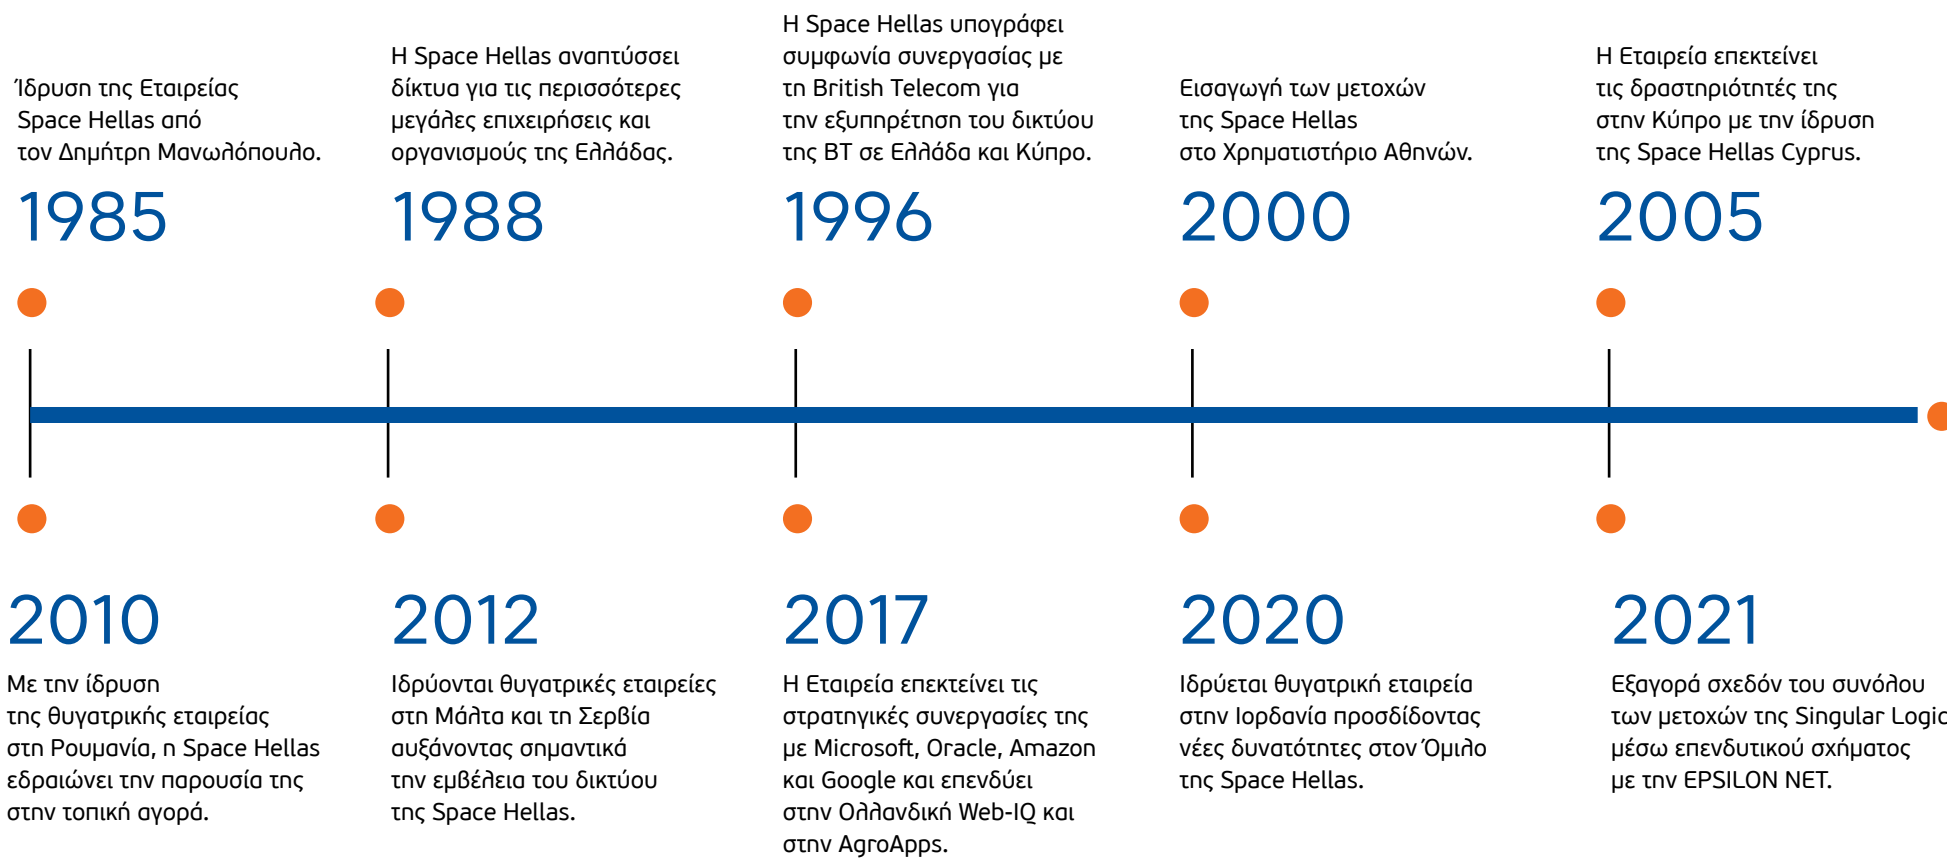 Ίδρυση της Εταιρείας
Space Hellas από
τον Δημήτρη Μανωλόπουλο.
1985
Η Space Hellas αναπτύσσει
δίκτυα για τις περισσότερες
μεγάλες επιχειρήσεις και
οργανισμούς της Ελλάδας.
1988
Η Space Hellas υπογράφει
συμφωνία συνεργασίας με
τη British Telecom για
την εξυπηρέτηση του δικτύου
της BT σε Ελλάδα και Κύπρο.
1996
Εισαγωγή των μετοχών
της Space Hellas
στο Χρηματιστήριο Αθηνών.
2000
Η Εταιρεία επεκτείνει
τις δραστηριότητές της
στην Κύπρο με την ίδρυση
της Space Hellas Cyprus.
2005
2010
Με την ίδρυση
της θυγατρικής εταιρείας
στη Ρουμανία, η Space Hellas
εδραιώνει την παρουσία της
στην τοπική αγορά.
2012
Ιδρύονται θυγατρικές εταιρείες
στη Μάλτα και τη Σερβία
αυξάνοντας σημαντικά
την εμβέλεια του δικτύου
της Space Hellas.
2017
Η Εταιρεία επεκτείνει τις
στρατηγικές συνεργασίες της
με Microsoft, Oracle, Amazon
και Google και επενδύει
στην Ολλανδική Web-IQ και
στην AgroApps.
2020
Ιδρύεται θυγατρική εταιρεία
στην Ιορδανία προσδίδοντας
νέες δυνατότητες στον Όμιλο
της Space Hellas.
2021
Εξαγορά σχεδόν του συνόλου
των μετοχών της Singular Logic
μέσω επενδυτικού σχήματος
με την EPSILON NET.